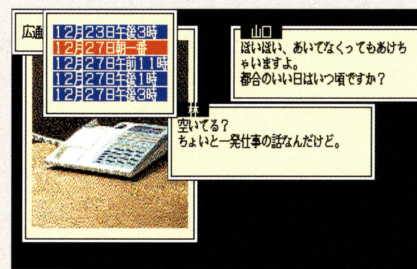 広通
12月23日午後3時
12月27日朝一番
12月27日午前11時
12月27日午後1時
12月27日午後3時
山口
ほいほい、あいてなくってもあけち
ゃいますよ。
都合のいい日はいつ頃ですか？
林
空いてる？
ちょいと一発仕事の話なんだけど。